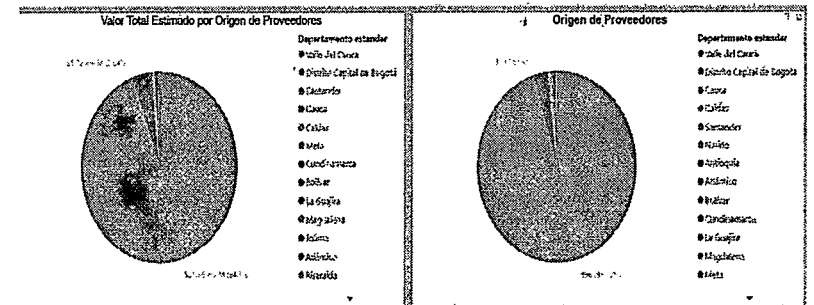 Valor Total Estimado por Origen de Proveedores
Departamento estandar
Valle del Cauca
Distrito Capital de Bogotá
Santander
Cauca
Caldas
Meta
Cundinamarca
Bolívar
La Guajira
Magdalena
Tolima
Atlántico
Risaralda
Origen de Proveedores
Departamento estandar
Valle del Cauca
Distrito Capital de Bogotá
Cauca
Caldas
Santander
Nariño
Antioquia
Atlántico
Bolívar
Cundinamarca
La Guajira
Magdalena
Meta